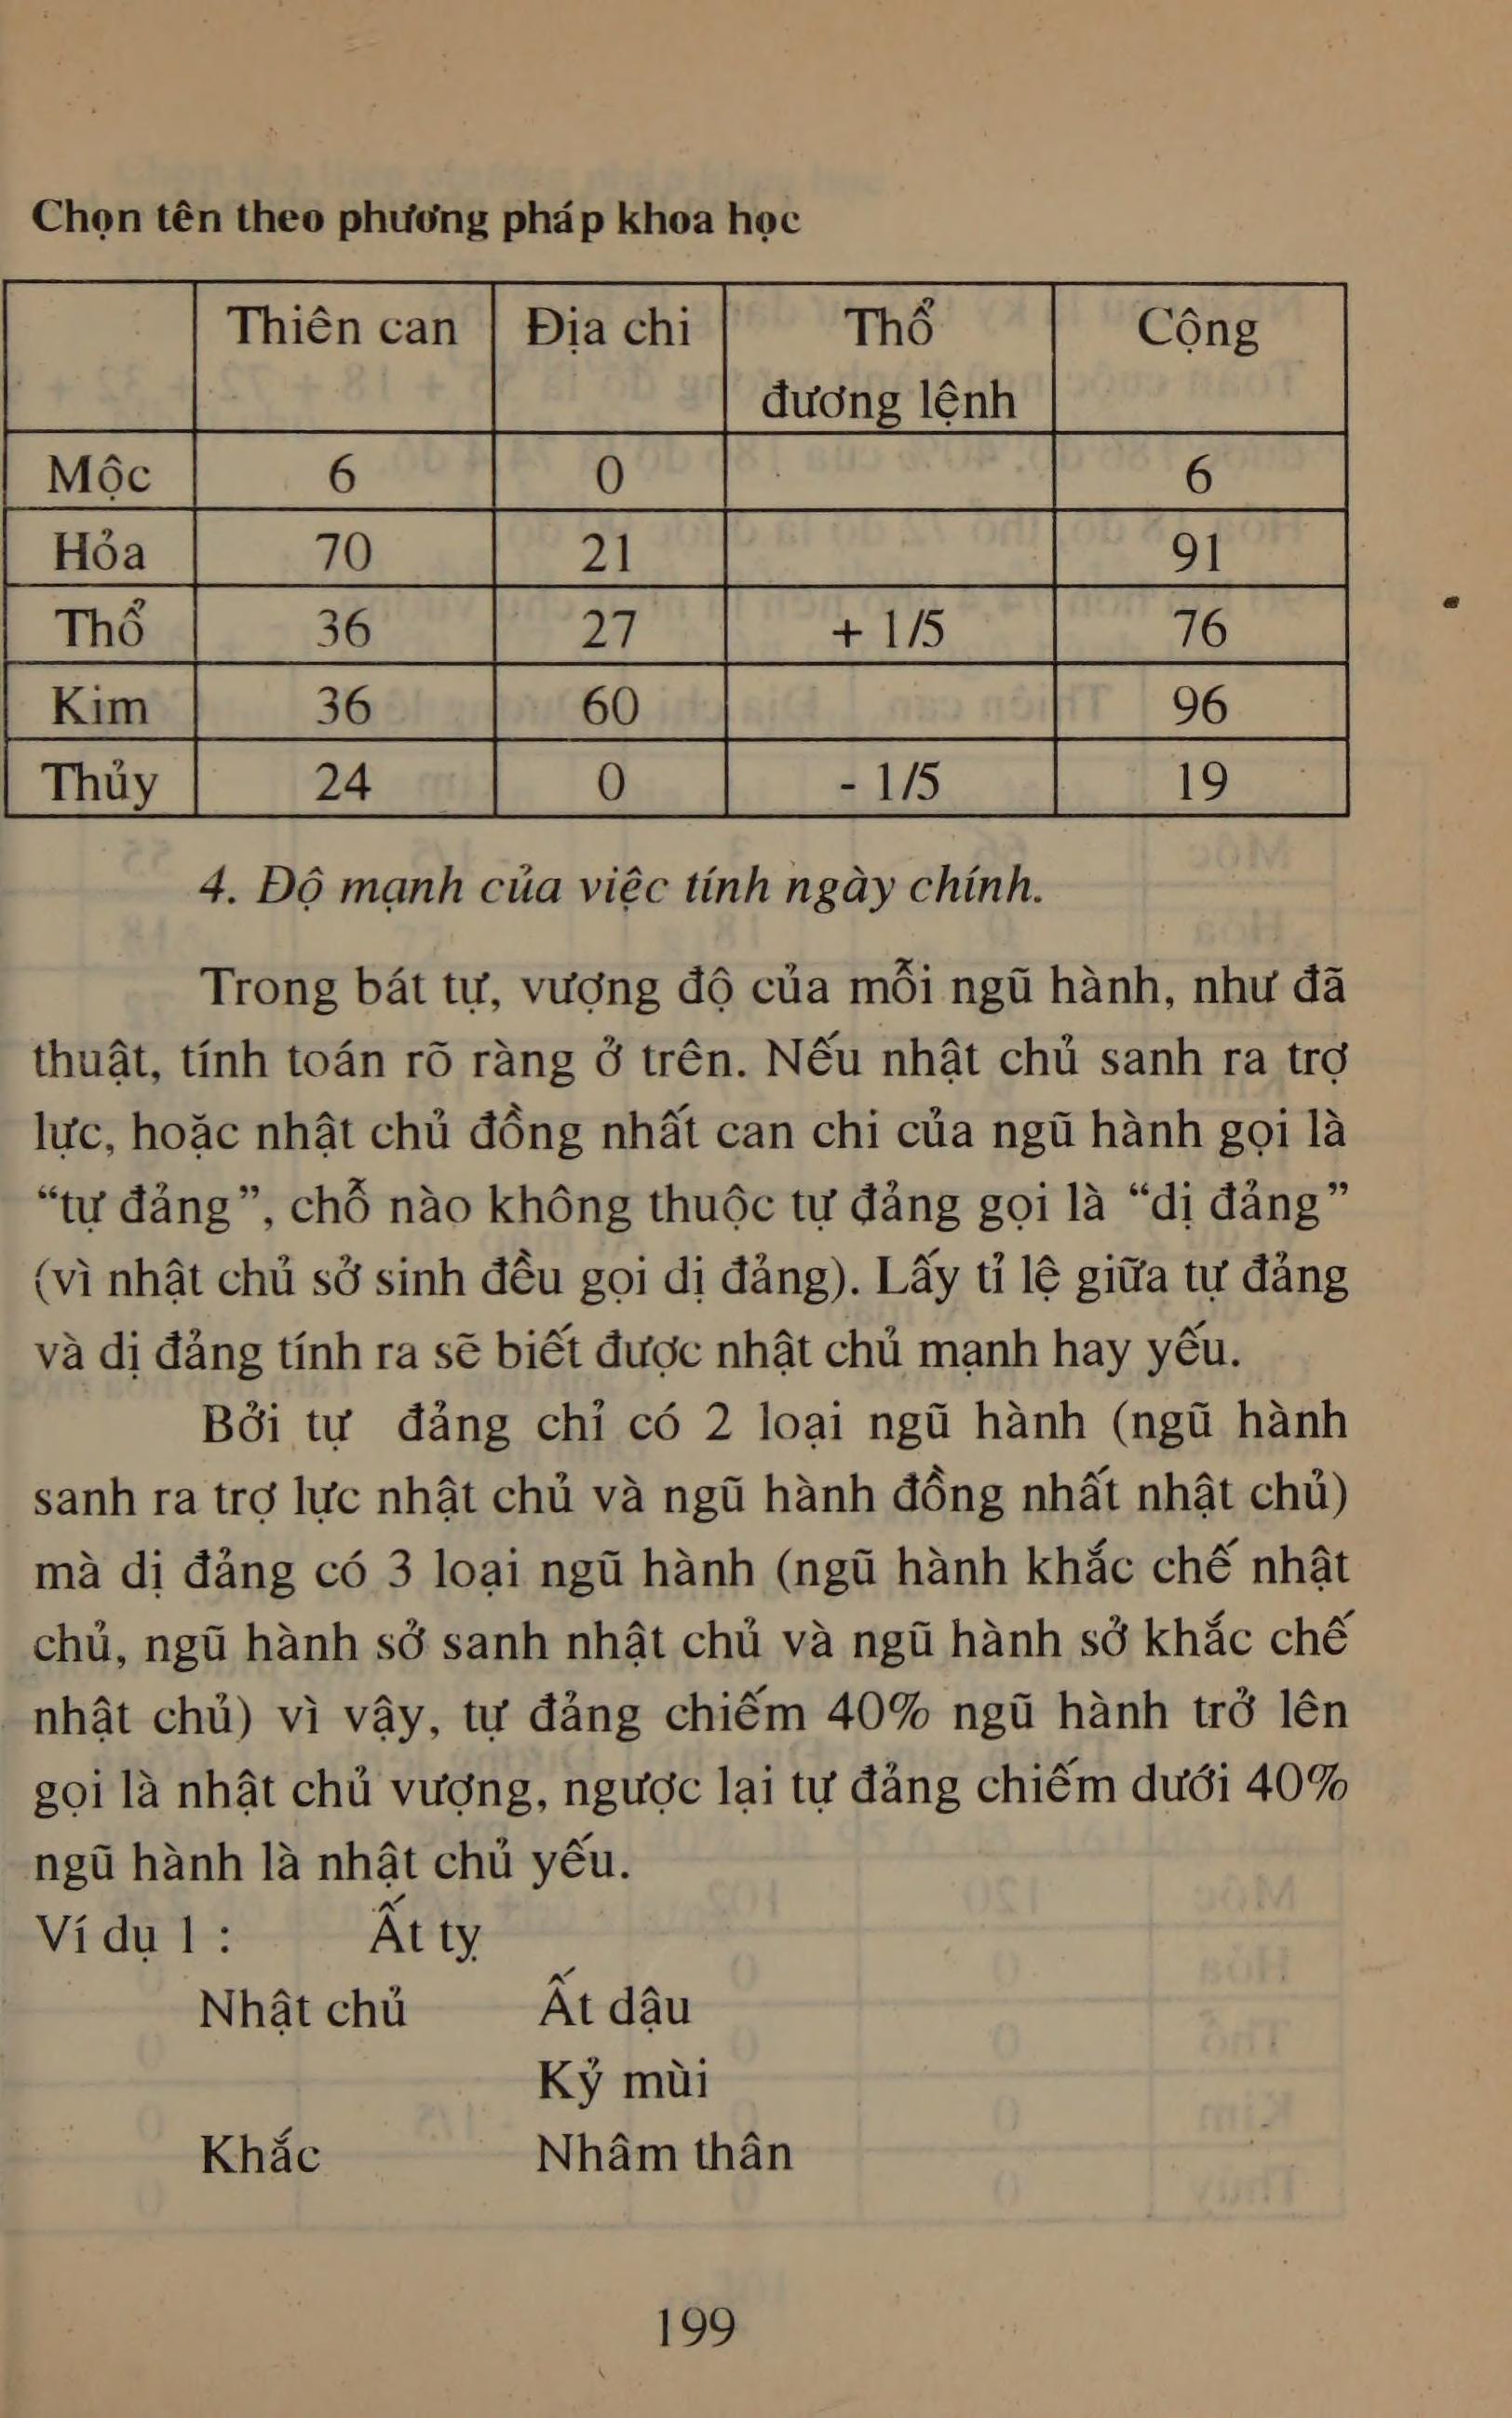 Chọn tên theo phương pháp khoa học
Thiên can Địa chi Thổ Cộng
đương lệnh
Mộc 6 0 6
Hỏa 70 21 91
Thổ 36 27 + 1/5 76
Kim 36 60 96
Thủy 24 0 - 1/5 19
4. Độ mạnh của việc tính ngày chính.
Trong bát tự, vượng độ của mỗi ngũ hành, như đã
thuật, tính toán rõ ràng ở trên. Nếu nhật chủ sanh ra trợ
lực, hoặc nhật chủ đồng nhất can chi của ngũ hành gọi là
“tự đảng”, chỗ nào không thuộc tự đảng gọi là “dị đảng”
(vì nhật chủ sở sinh đều gọi dị đảng). Lấy tỉ lệ giữa tự đảng
và dị đảng tính ra sẽ biết được nhật chủ mạnh hay yếu.
Bởi tự đảng chỉ có 2 loại ngũ hành (ngũ hành
sanh ra trợ lực nhật chủ và ngũ hành đồng nhất nhật chủ)
mà dị đảng có 3 loại ngũ hành (ngũ hành khắc chế nhật
chủ, ngũ hành sở sanh nhật chủ và ngũ hành sở khắc chế
nhật chủ) vì vậy, tự đảng chiếm 40% ngũ hành trở lên
gọi là nhật chủ vượng, ngược lại tự đảng chiếm dưới 40%
ngũ hành là nhật chủ yếu.
Ví dụ 1 : Ất tỵ
Nhật chủ Ất dậu
Kỷ mùi
Khắc Nhâm thân
199